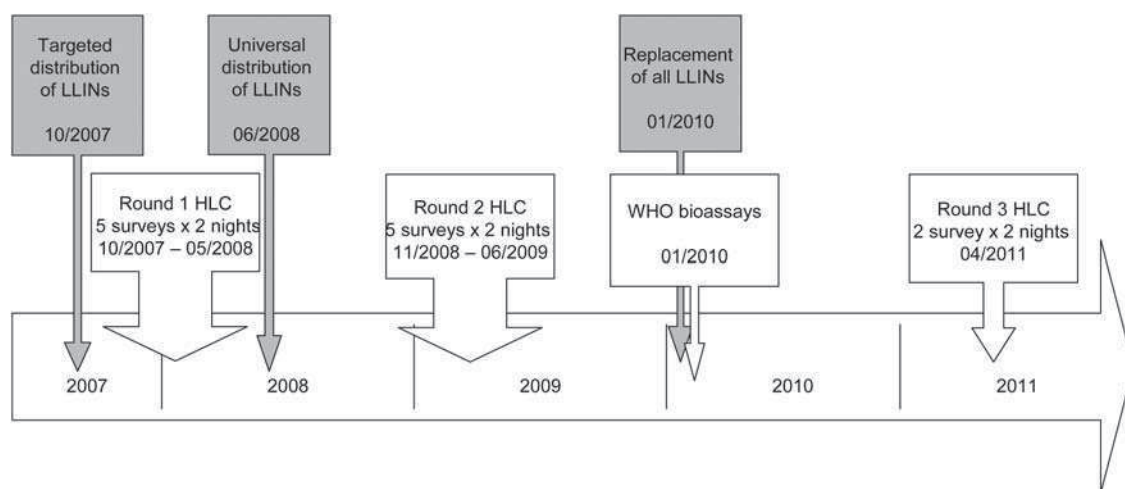 Targeted
distribution
of LLINs
10/2007
Universal
distribution
of LLINs
06/2008
Replacement
of all LLINs
01/2010
Round 1 HLC
5 surveys x 2 nights
10/2007 – 05/2008
Round 2 HLC
5 surveys x 2 nights
11/2008 – 06/2009
WHO bioassays
01/2010
Round 3 HLC
2 survey x 2 nights
04/2011
2007
2008
2009
2010
2011